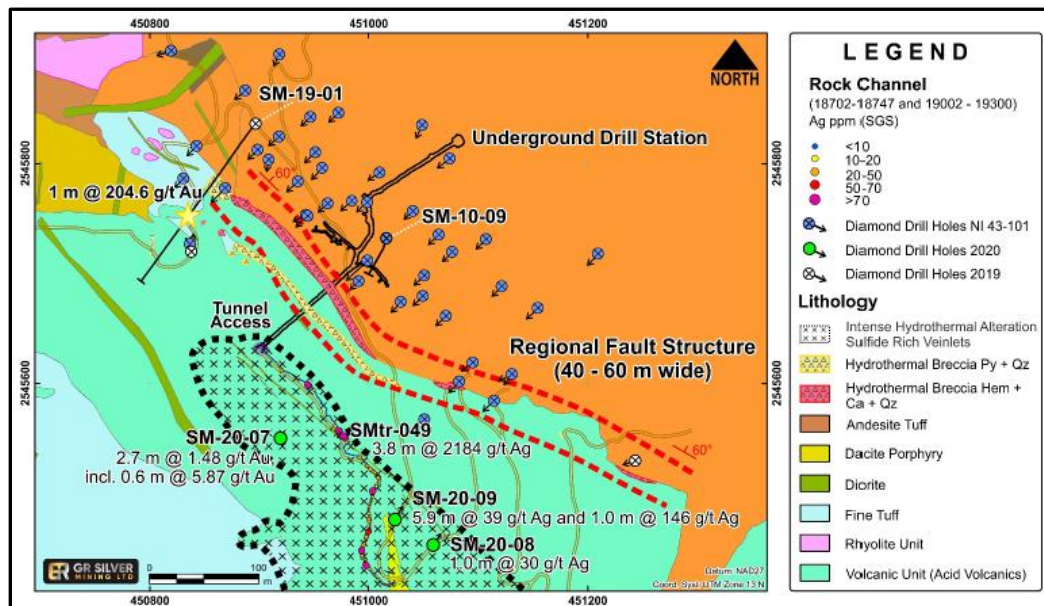 450800
451000
451200
NORTH
SM-19-01
Underground Drill Station
2545800
60°
1 m @ 204.6 g/t Au
SM-10-09
Tunnel
Access
Regional Fault Structure
(40 - 60 m wide)
2545600
SM-20-07
2.7 m @ 1.48 g/t Au
incl. 0.6 m @ 5.87 g/t Au
SMtr-049
3.8 m @ 2184 g/t Ag
60°
SM-20-09
5.9 m @ 39 g/t Ag and 1.0 m @ 146 g/t Ag
SM-20-08
1.0 m @ 30 g/t Ag
GR SILVER
MINING LTD
0 100
m
Datum: NAD27
Coord. Syst. UTM Zone 13 N
450800
451000
451200
LEGEND
Rock Channel
(18702-18747 and 19002 - 19300)
Ag ppm (SGS)
<10
10-20
20-50
50-70
>70
Diamond Drill Holes NI 43-101
Diamond Drill Holes 2020
Diamond Drill Holes 2019
Lithology
Intense Hydrothermal Alteration
Sulfide Rich Veinlets
Hydrothermal Breccia Py + Qz
Hydrothermal Breccia Hem +
Ca + Qz
Andesite Tuff
Dacite Porphyry
Diorite
Fine Tuff
Rhyolite Unit
Volcanic Unit (Acid Volcanics)